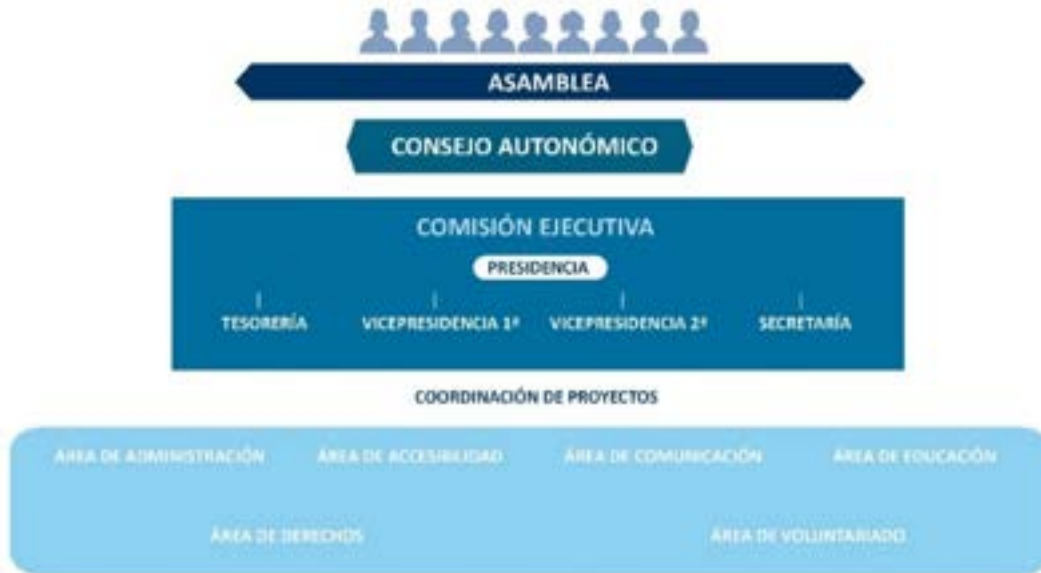 ASAMBLEA
CONSEJO AUTONÓMICO
COMISIÓN EJECUTIVA
PRESIDENCIA
TESORERÍA VICEPRESIDENCIA 1ª VICEPRESIDENCIA 2ª SECRETARÍA
COORDINACIÓN DE PROYECTOS
ÁREA DE ADMINISTRACIÓN ÁREA DE ACCESIBILIDAD ÁREA DE COMUNICACIÓN ÁREA DE EDUCACIÓN
ÁREA DE DERECHOS ÁREA DE VOLUNTARIADO